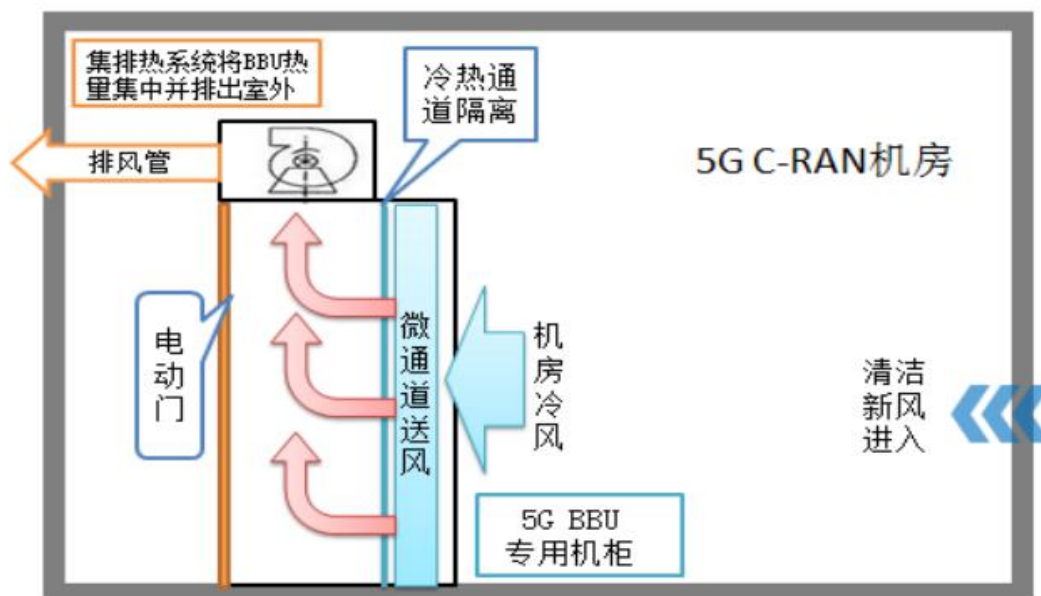 集排热系统将BBU热
量集中并排出室外
冷热通
道隔离
排风管
5G C-RAN机房
电动门
微通道送风
机房冷风
清洁
新风
进入
5G BBU
专用机柜